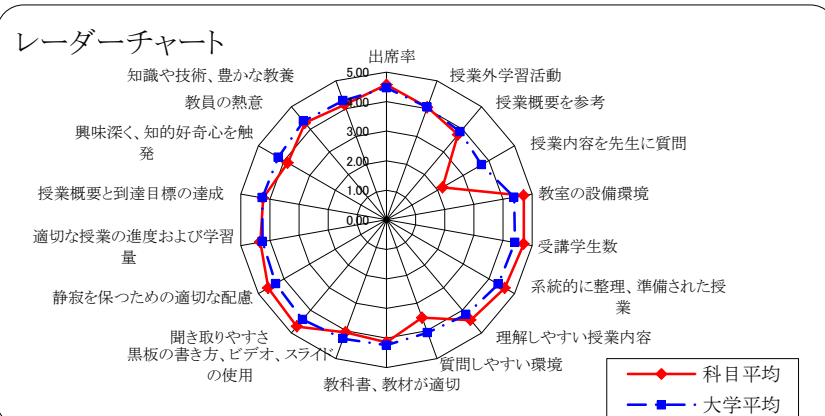 レーダーチャート
出席率
授業外学習活動
授業概要を参考
授業内容を先生に質問
教室の設備環境
受講学生数
系統的に整理、準備された授
業
理解しやすい授業内容
質問しやすい環境
教科書、教材が適切
黒板の書き方、ビデオ、スライド
の使用
聞き取りやすさ
静寂を保つための適切な配慮
適切な授業の進度および学習
量
授業概要と到達目標の達成
興味深く、知的好奇心を触
発
教員の熱意
知識や技術、豊かな教養
5.00
4.00
3.00
2.00
1.00
0.00
科目平均
大学平均